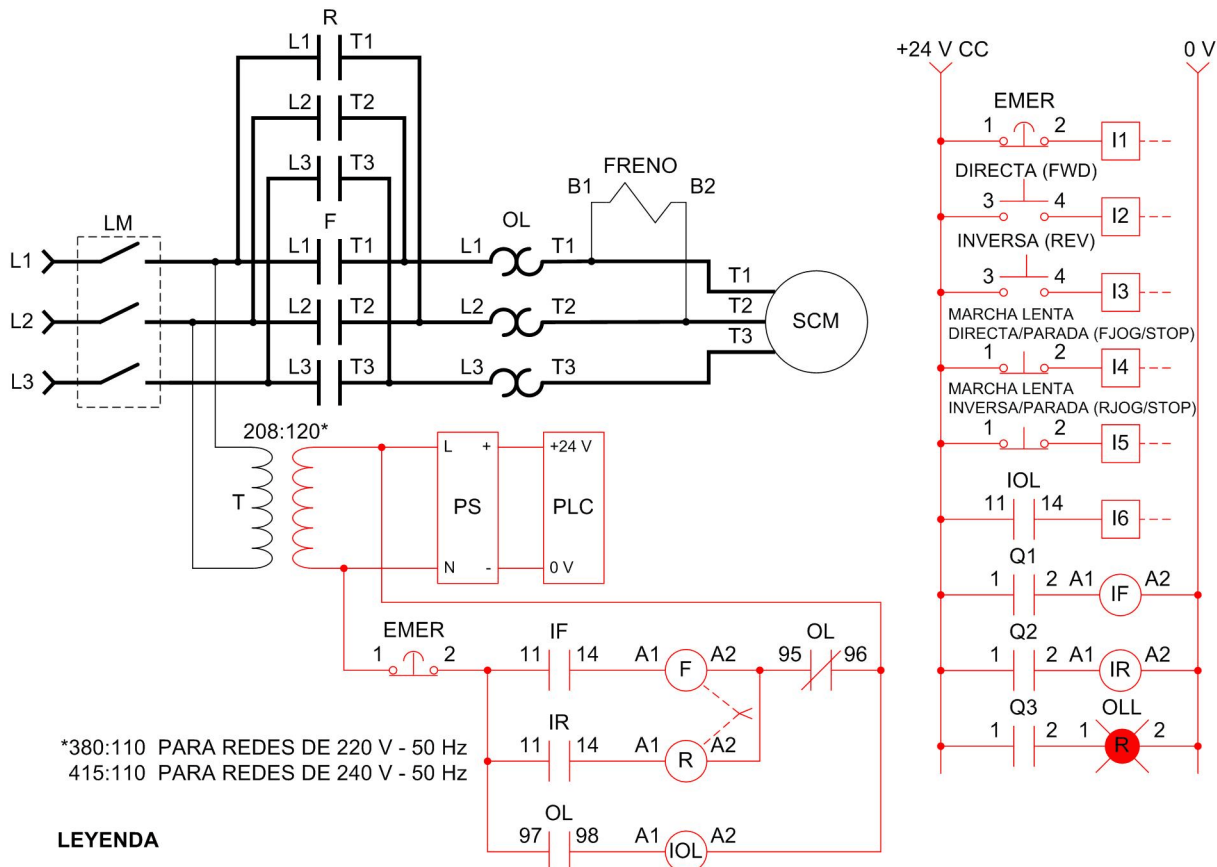 R
L1 T1
L2 T2
L3 T3
F
LM
L1 L1 T1
L2 L2 T2
L3 L3 T3
OL
L1 T1
L2 T2
L3 T3
FRENO
B1 B2
T1
T2
T3
SCM
208:120*
T
L +
PS
N -
+24 V
PLC
0 V
EMER
1 2
IF
11 14 A1 F A2
OL
95 96
IR
11 14 A1 R A2
OL
97 98 A1 IOL A2
*380:110 PARA REDES DE 220 V - 50 Hz
415:110 PARA REDES DE 240 V - 50 Hz
LEYENDA
+24 V CC 0 V
EMER
1 2 I1
DIRECTA (FWD)
3 4 I2
INVERSA (REV)
3 4 I3
MARCHA LENTA
DIRECTA/PARADA (FJOG/STOP)
1 2 I4
MARCHA LENTA
INVERSA/PARADA (RJOG/STOP)
1 2 I5
IOL
11 14 I6
Q1
1 2 A1 IF A2
Q2
1 2 A1 IR A2
Q3 OLL
1 2 1 R 2